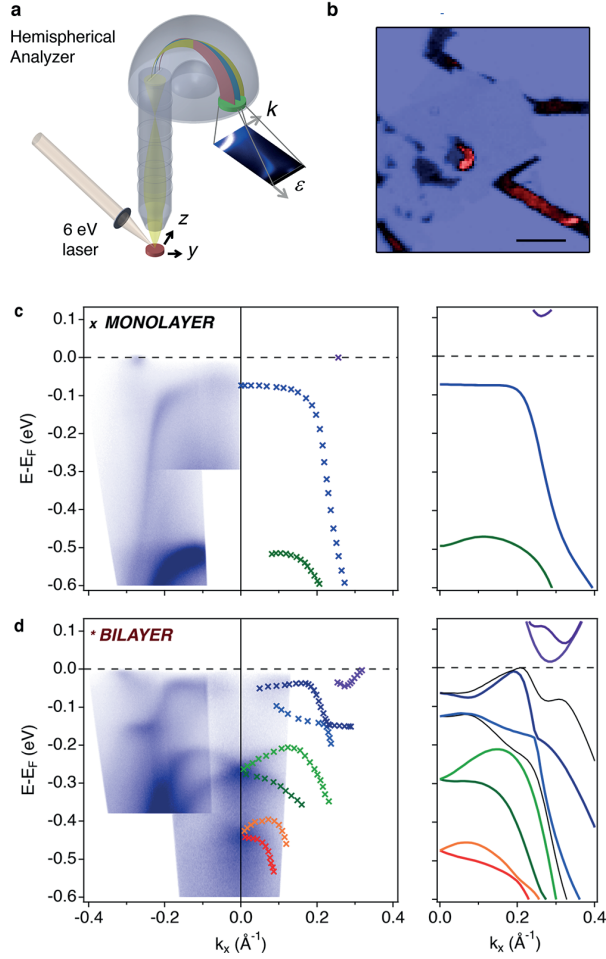 a
Hemispherical
Analyzer
k
ε
6 eV
laser
z
y
b
c
x MONOLAYER
0.1
0.0
-0.1
-0.2
-0.3
-0.4
-0.5
-0.6
E-E_F (eV)
d
* BILAYER
0.1
0.0
-0.1
-0.2
-0.3
-0.4
-0.5
-0.6
E-E_F (eV)
-0.4 -0.2 0.0 0.2 0.4
k_x (Å⁻¹)
0.0 0.2 0.4
k_x (Å⁻¹)